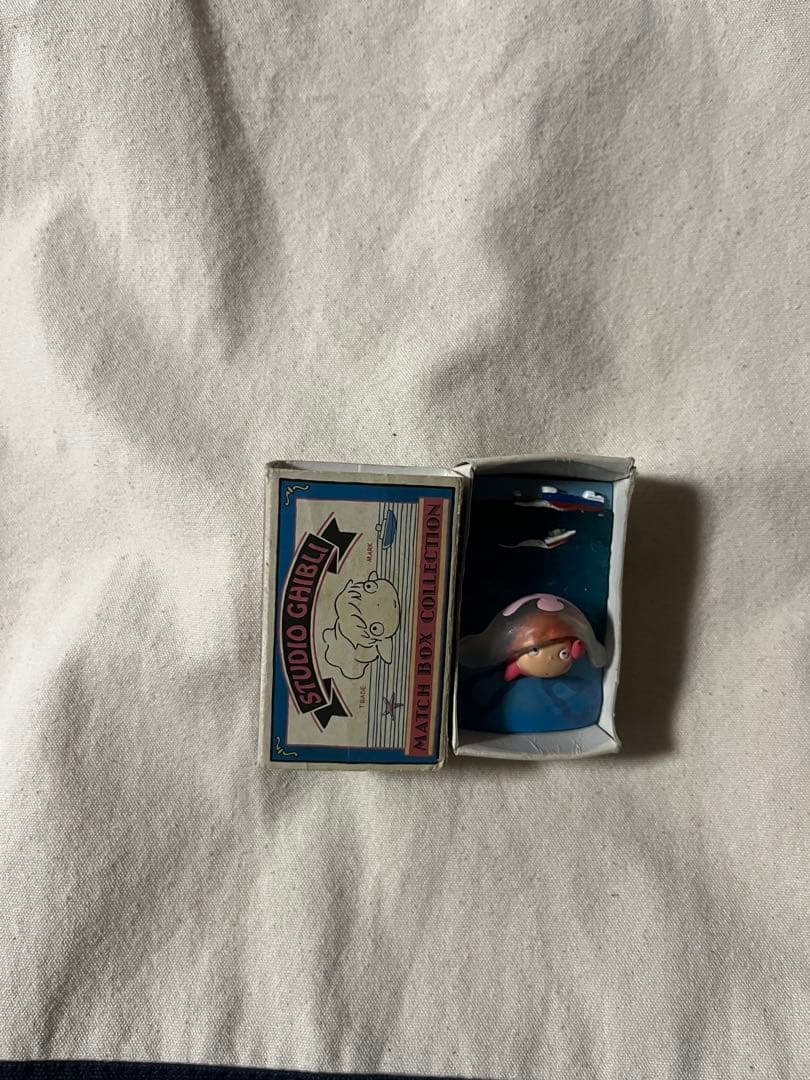 STUDIO GHIBLI
TRADE MARK
MATCH BOX COLLECTION